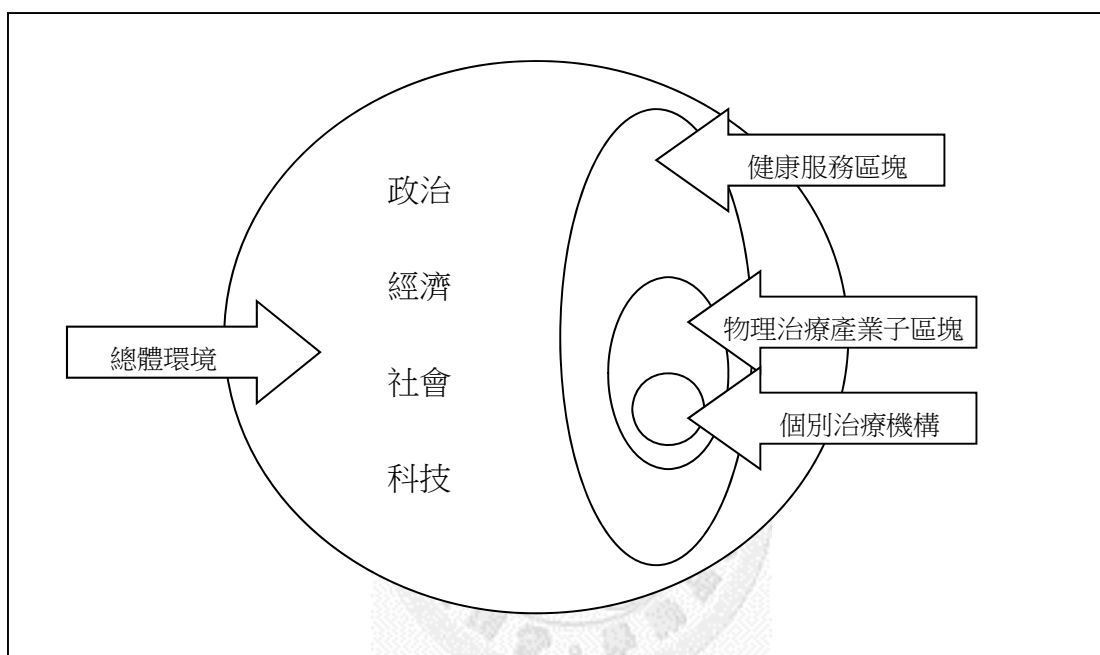 健康服務區塊
政治
經濟
物理治療產業子區塊
總體環境
社會
個別治療機構
科技